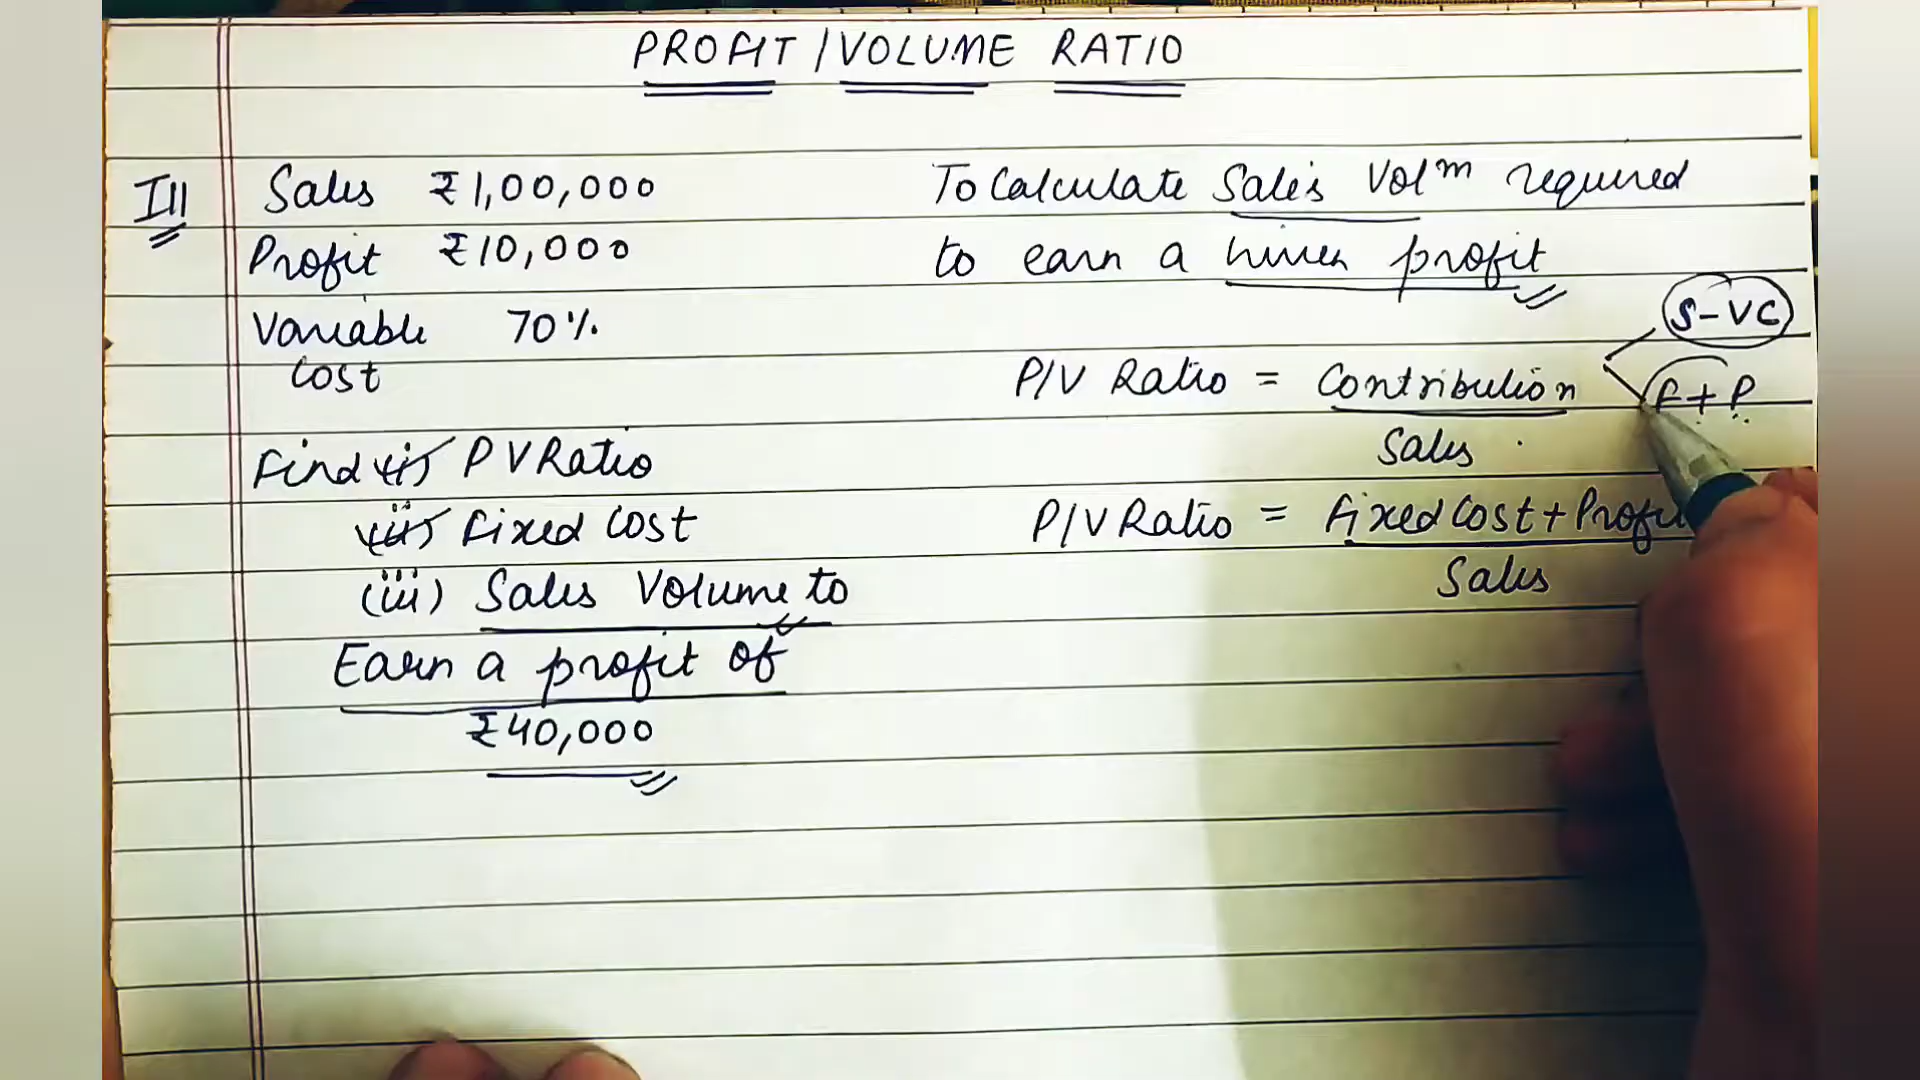 PROFIT/VOLUME RATIO
III Sales ₹1,00,000
Profit ₹10,000
Variable 70%
Cost
Find (i) PV Ratio
(ii) Fixed Cost
(iii) Sales Volume to
Earn a profit of
₹40,000
To Calculate Sales Volm required
to earn a given profit
S-VC
P/V Ratio = Contribution
F+P
Sales
P/V Ratio = Fixed Cost + Profit
Sales